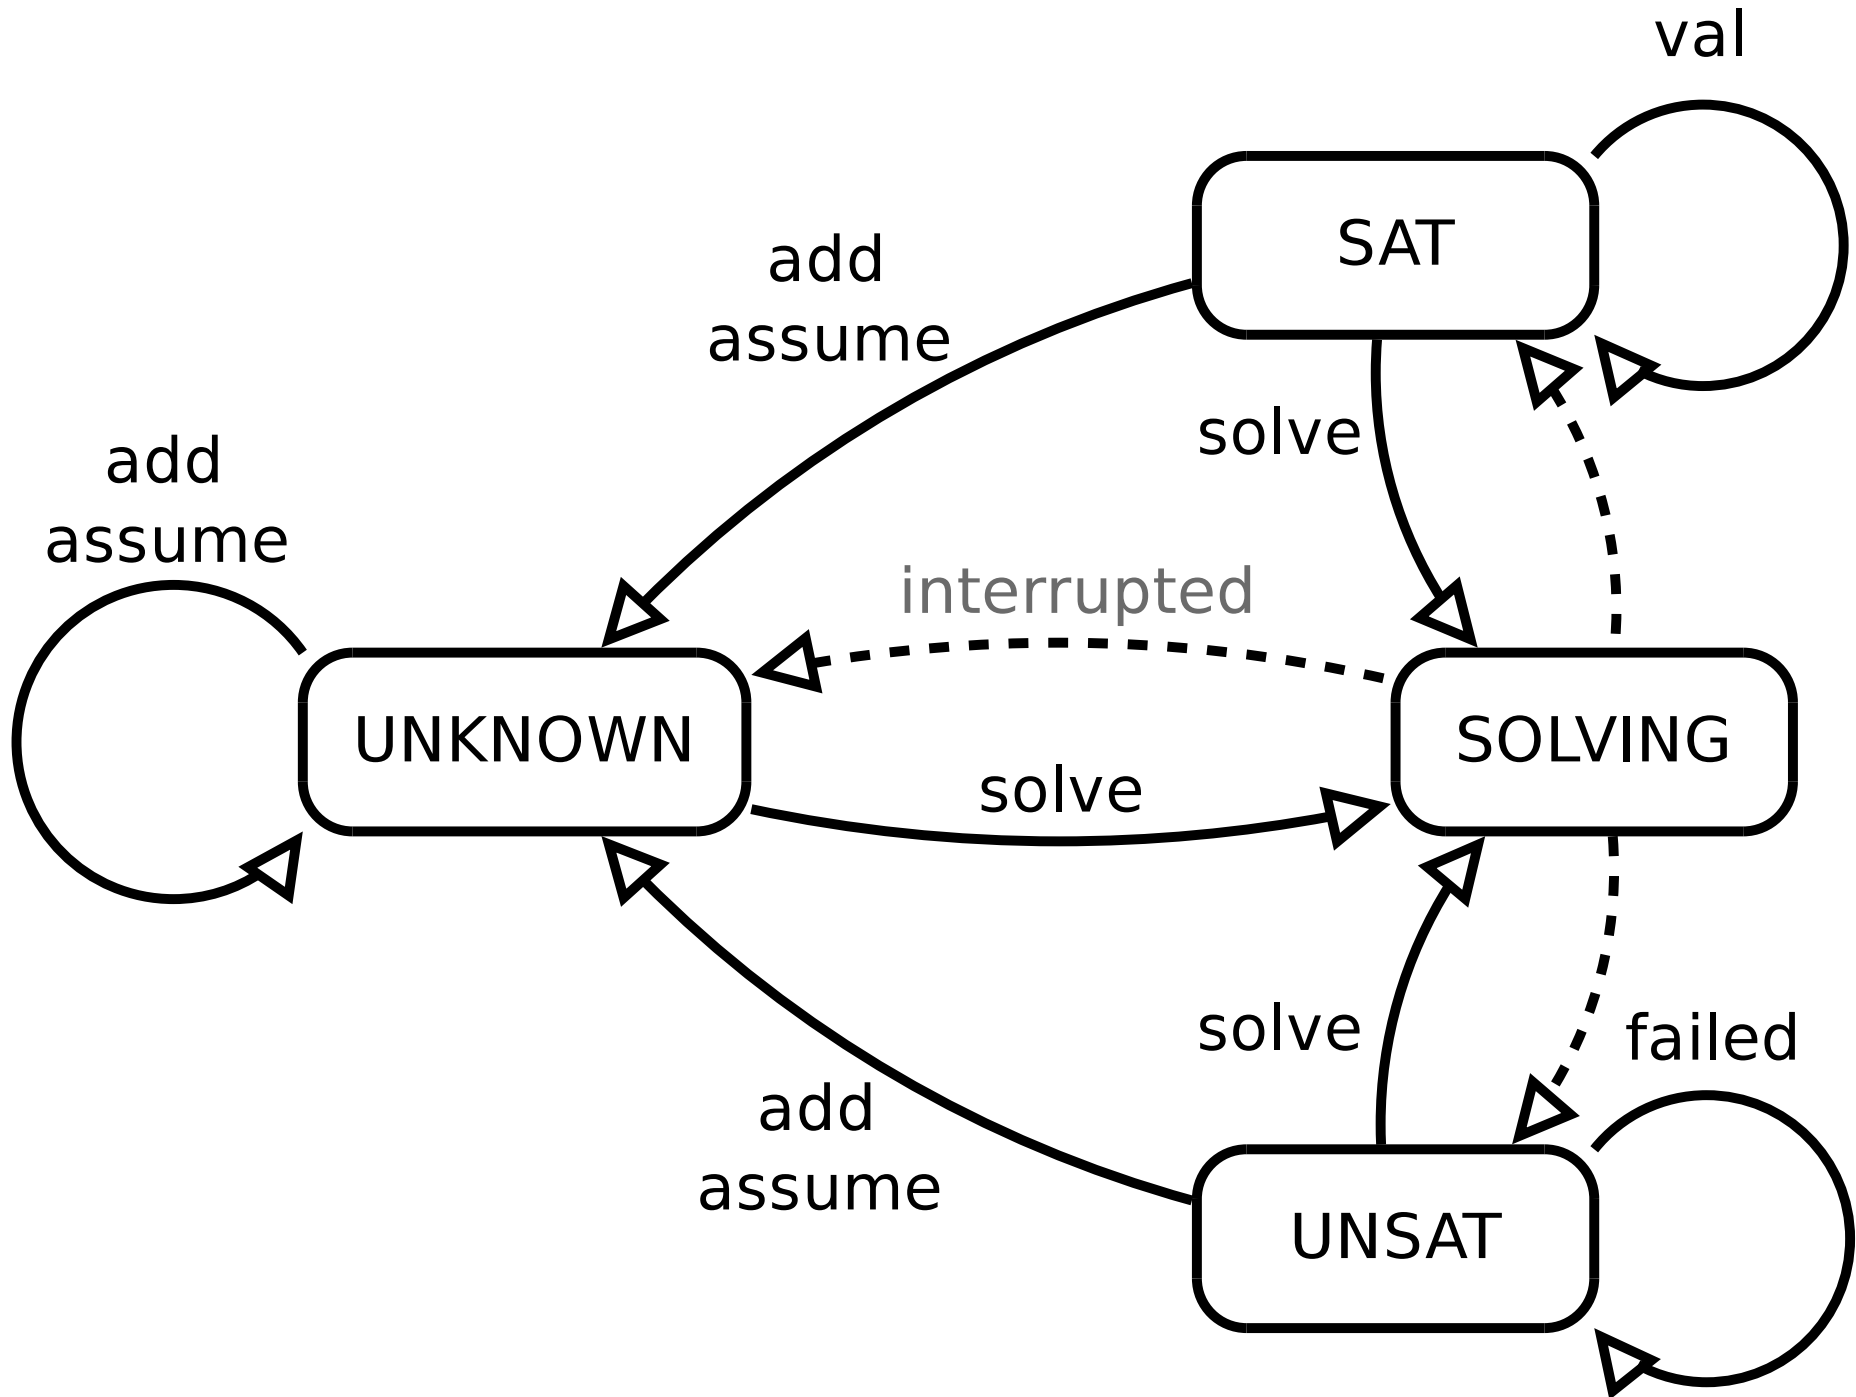 val
SAT
add
assume
solve
add
assume
interrupted
UNKNOWN
SOLVING
solve
solve
failed
add
assume
UNSAT